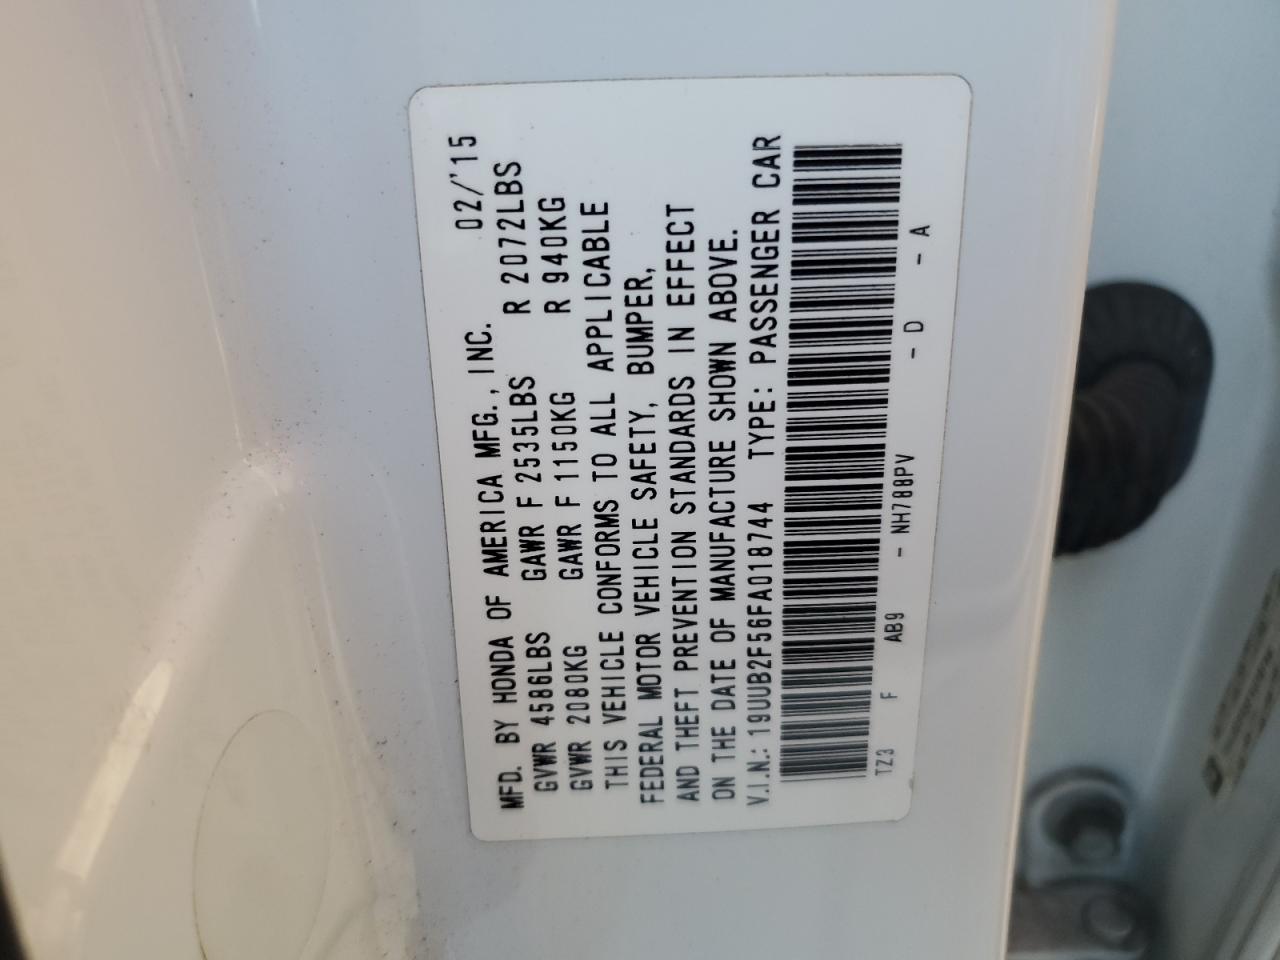 MFD. BY HONDA OF AMERICA MFG., INC. 02/'15
GVWR 4586LBS GAWR F 2535LBS R 2072LBS
GVWR 2080KG GAWR F 1150KG R 940KG
THIS VEHICLE CONFORMS TO ALL APPLICABLE
FEDERAL MOTOR VEHICLE SAFETY, BUMPER,
AND THEFT PREVENTION STANDARDS IN EFFECT
ON THE DATE OF MANUFACTURE SHOWN ABOVE.
V.I.N.: 19UUB2F56FA018744 TYPE: PASSENGER CAR
TZ3 F AB9 - NH788PV - D - A